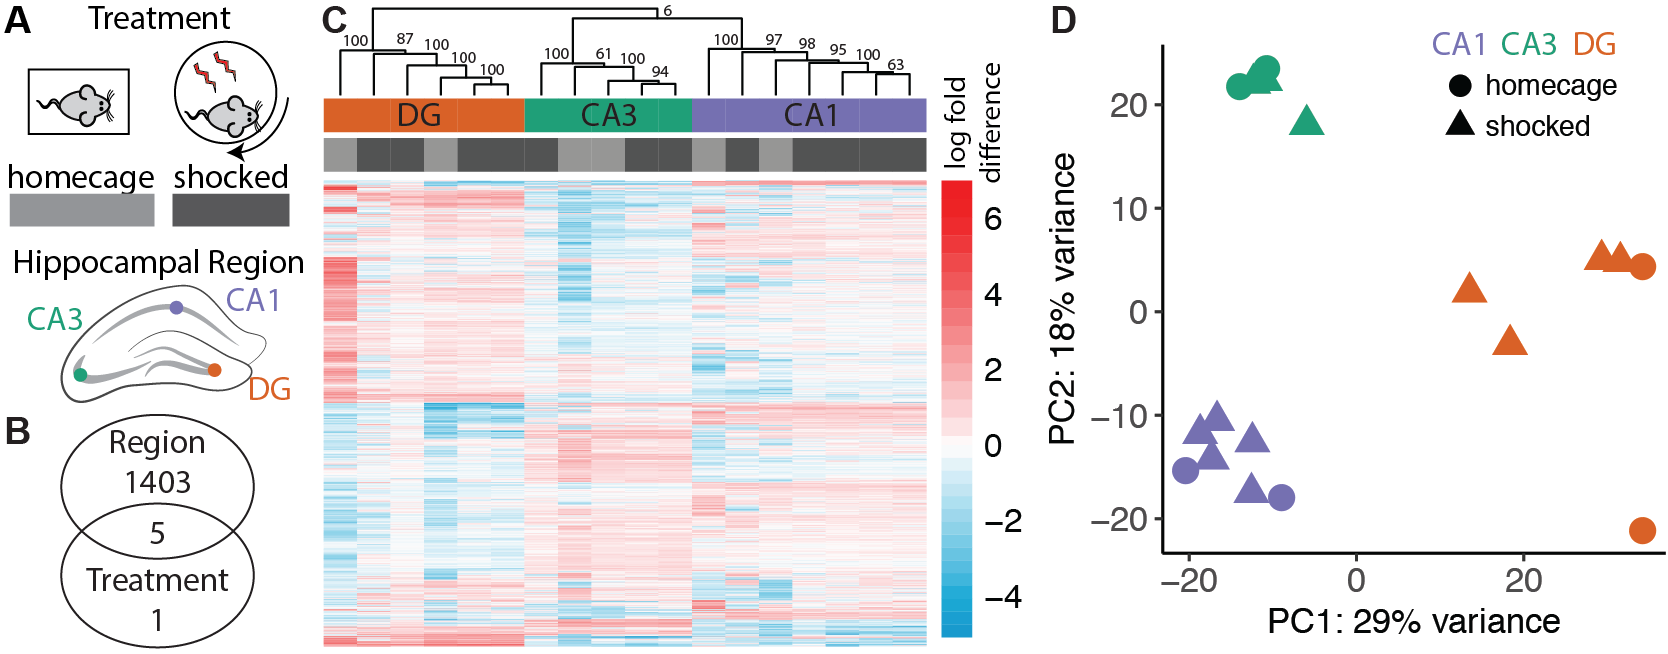 A
Treatment
homecage
shocked
Hippocampal Region
CA3
CA1
DG
B
Region
1403
5
Treatment
1
C
6
100
87
100
100
100
100
61
100
94
100
97
98
95
100
63
DG
CA3
CA1
log fold
difference
6
4
2
0
−2
−4
D
CA1 CA3 DG
homecage
shocked
PC2: 18% variance
20
10
0
−10
−20
−20
0
20
PC1: 29% variance